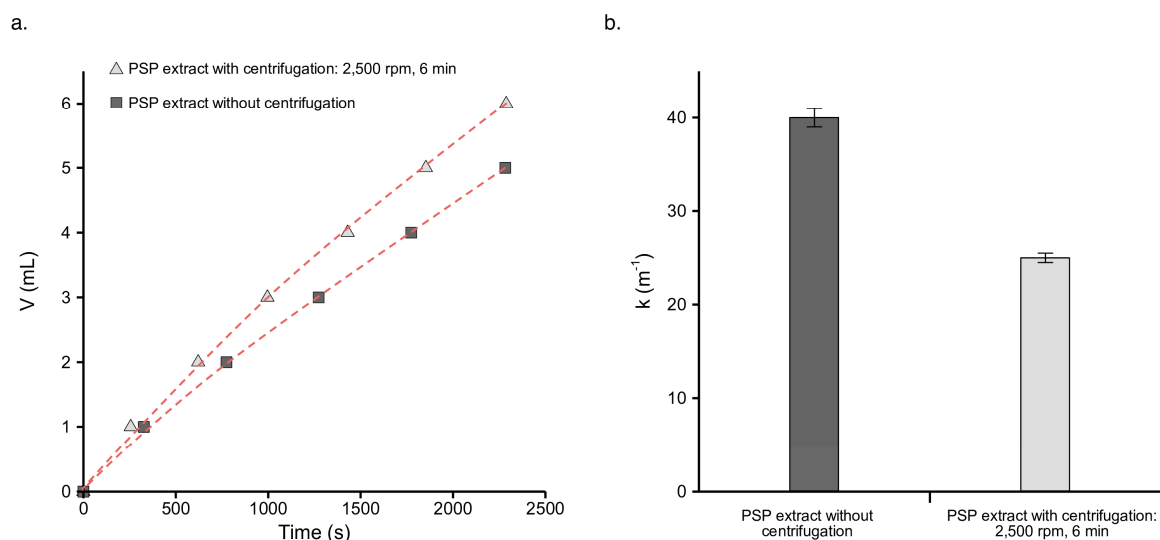 a.
PSP extract with centrifugation: 2,500 rpm, 6 min
PSP extract without centrifugation
V (mL)
6
5
4
3
2
1
0
0 500 1000 1500 2000 2500
Time (s)
b.
k (m⁻¹)
40
30
20
10
0
PSP extract without
centrifugation
PSP extract with centrifugation:
2,500 rpm, 6 min